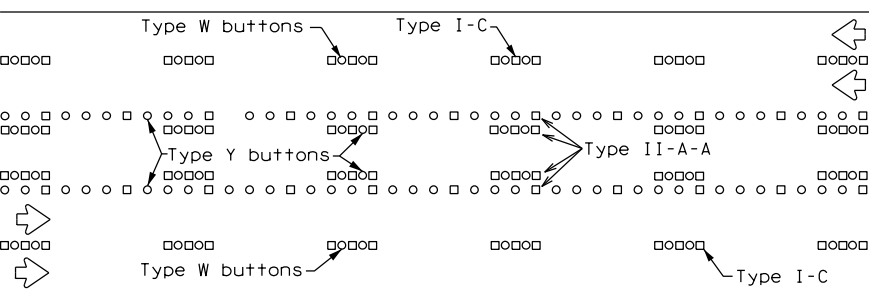 Type W buttons
Type I-C
Type Y buttons
Type II-A-A
Type W buttons
Type I-C